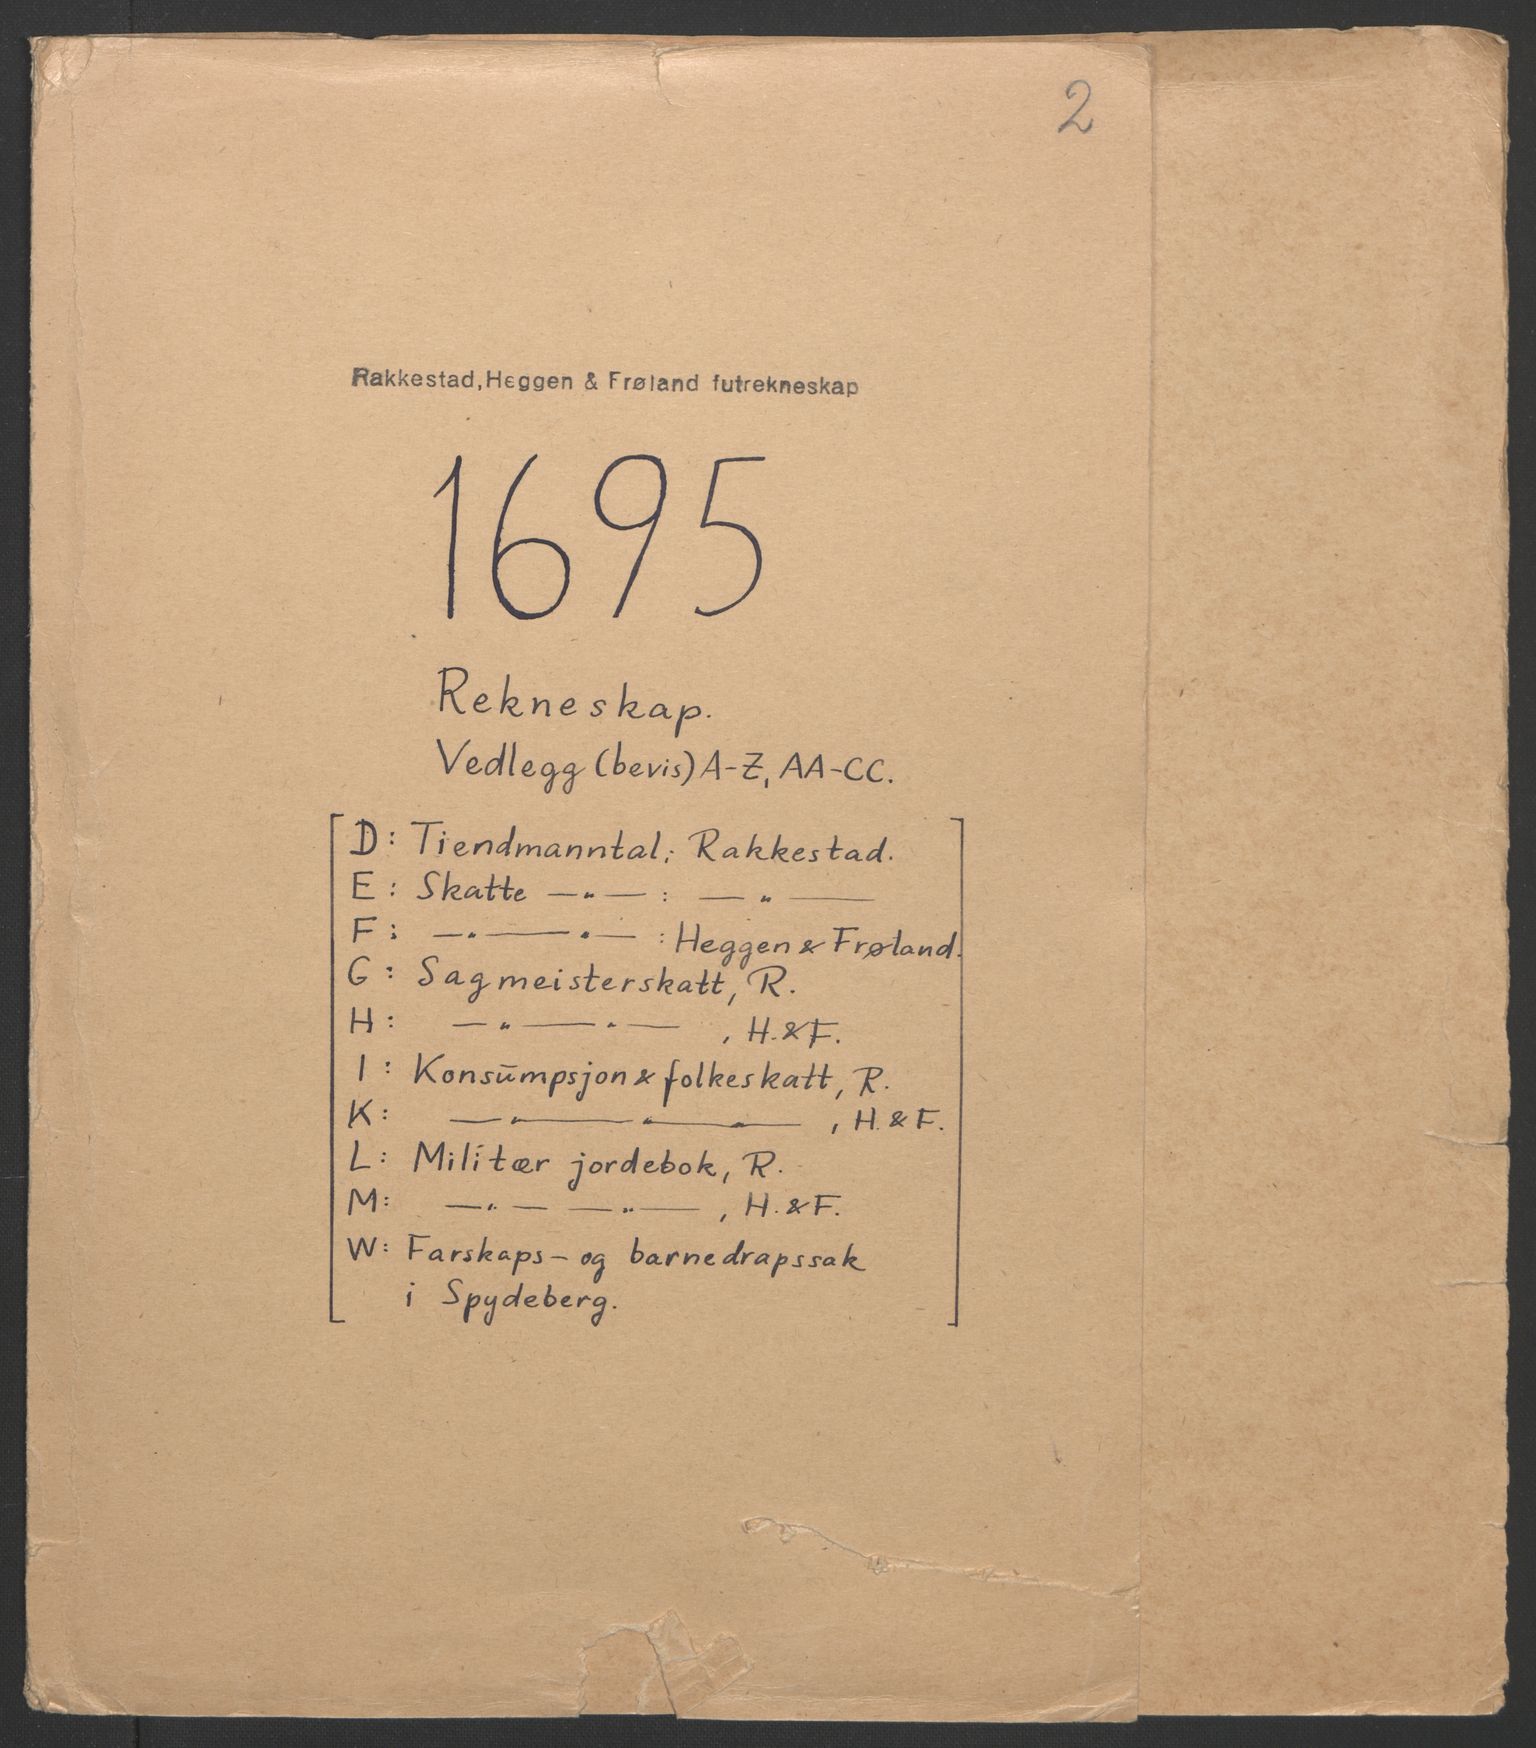 2
Rakkestad, Heggen & Frøland futrekneskap
1695
Rekneskap.
Vedlegg (bevis) A-Z, AA-CC.
D: Tiendmanntal; Rakkestad.
E: Skatte —〃— : —〃—
F: —〃—〃— : Heggen & Frøland.
G: Sagmeisterskatt, R.
H: —〃—〃— , H. & F.
I: Konsumpsjon & folkeskatt, R.
K: —〃—〃—〃— , H. & F.
L: Militær jordebok, R.
M: —〃— —〃— , H. & F.
W: Farskaps- og barnedrapssak
i Spydeberg.